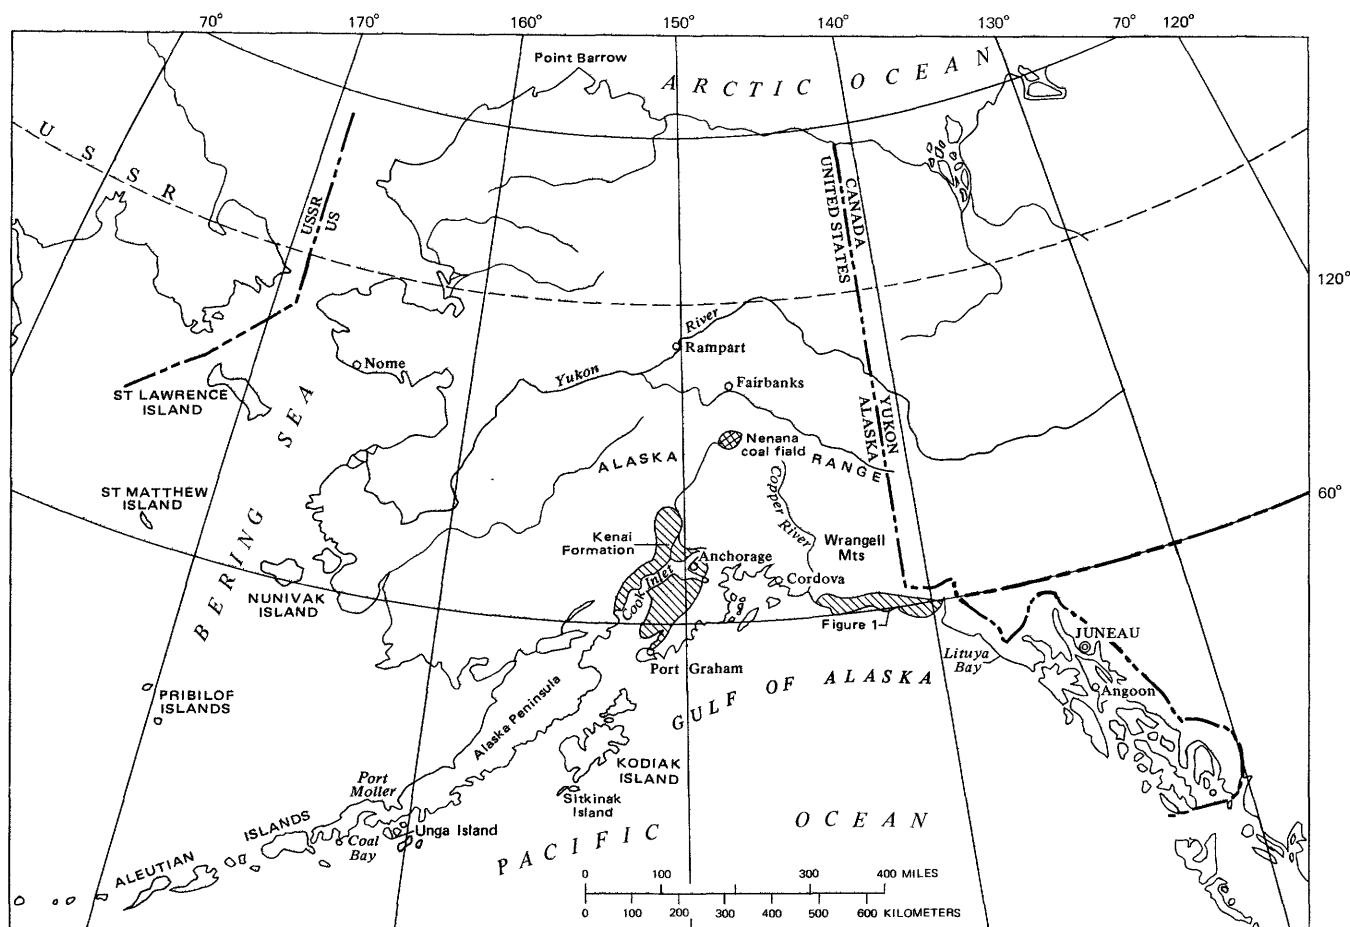 70° 170° 160° 150° 140° 130° 70° 120°
Point Barrow
ARCTIC OCEAN
USSR
USSR
US
CANADA
UNITED STATES
120°
River
Rampart
Nome
Yukon
Fairbanks
ST LAWRENCE
ISLAND
BERING SEA
YUKON
ALASKA
Nenana
coal field
ALASKA RANGE
60°
ST MATTHEW
ISLAND
Copper River
Kenai
Formation
Wrangell
Mts
Anchorage
Cook Inlet
Cordova
NUNIVAK
ISLAND
Figure 1
JUNEAU
Lituya
Bay
Port Graham
Angoon
GULF OF ALASKA
PRIBILOF
ISLANDS
Alaska Peninsula
KODIAK
ISLAND
Port
Moller
Sitkinak
Island
Unga Island
Coal
Bay
ALEUTIAN ISLANDS
PACIFIC OCEAN
0 100 300 400 MILES
0 100 200 300 400 500 600 KILOMETERS